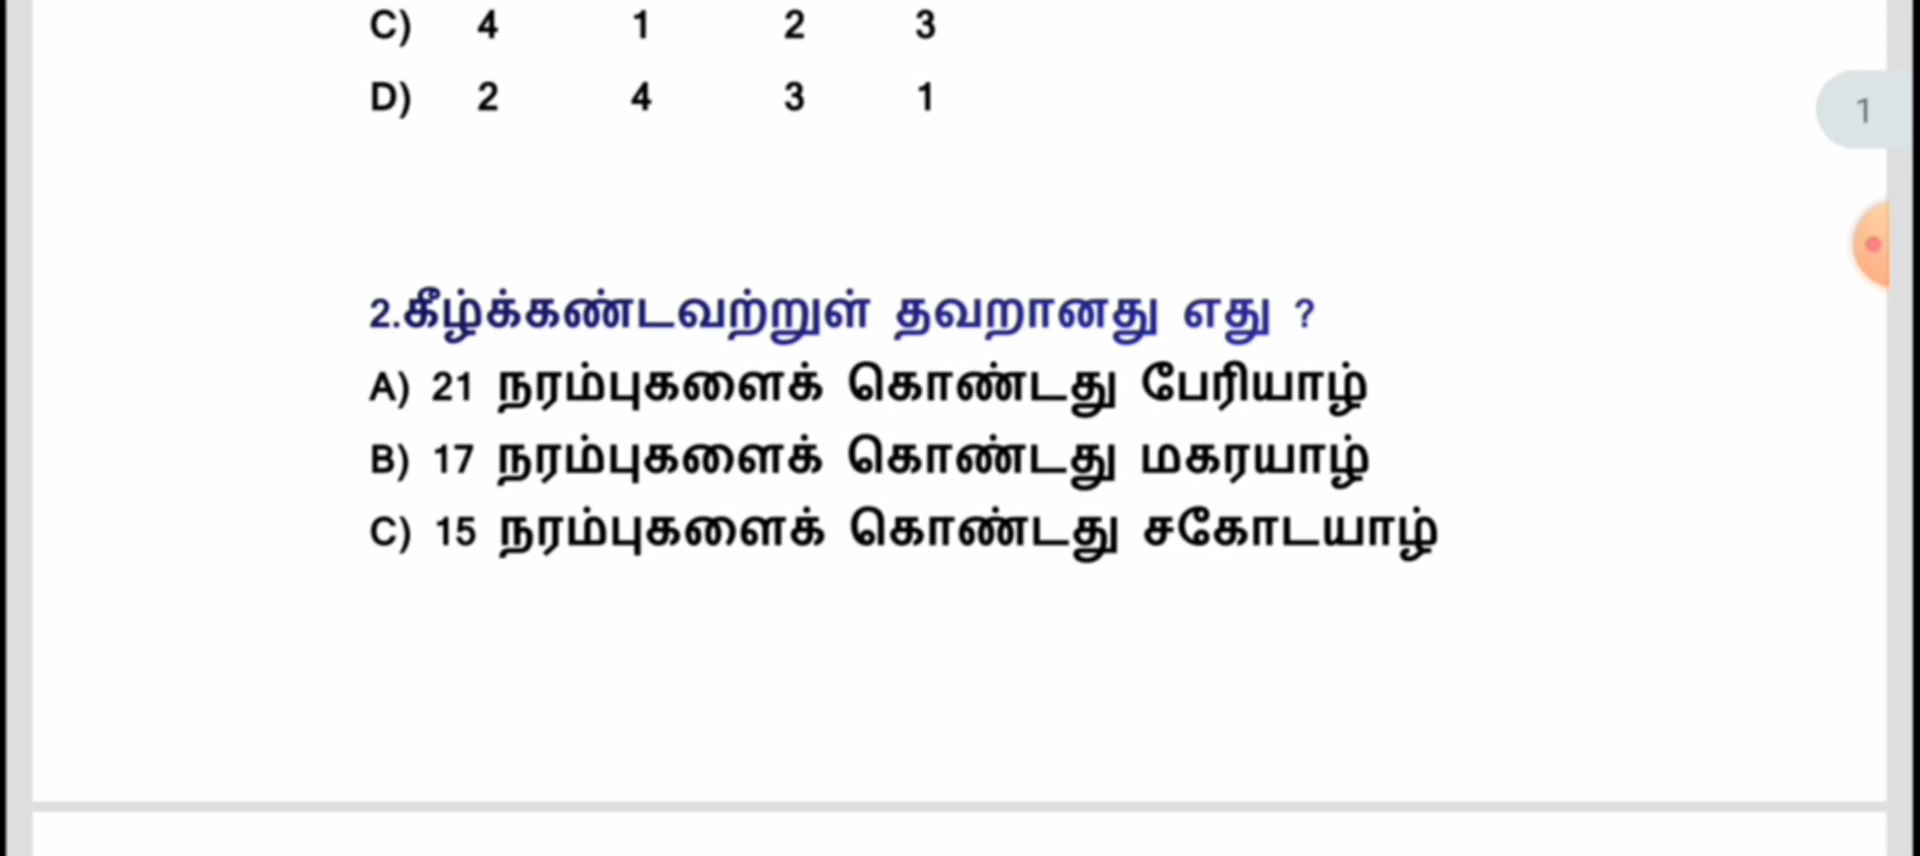 C) 4 1 2 3
D) 2 4 3 1
1
2.கீழ்க்கண்டவற்றுள் தவறானது எது ?
A) 21 நரம்புகளைக் கொண்டது பேரியாழ்
B) 17 நரம்புகளைக் கொண்டது மகரயாழ்
C) 15 நரம்புகளைக் கொண்டது சகோடயாழ்